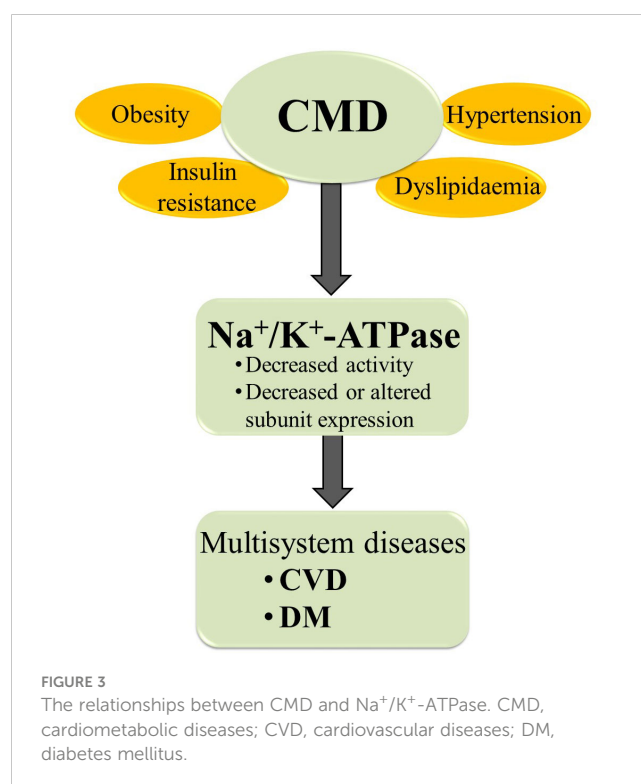 CMD
Obesity
Hypertension
Insulin
resistance
Dyslipidaemia
Na⁺/K⁺-ATPase
• Decreased activity
• Decreased or altered
subunit expression
Multisystem diseases
• CVD
• DM
FIGURE 3
The relationships between CMD and Na⁺/K⁺-ATPase. CMD,
cardiometabolic diseases; CVD, cardiovascular diseases; DM,
diabetes mellitus.